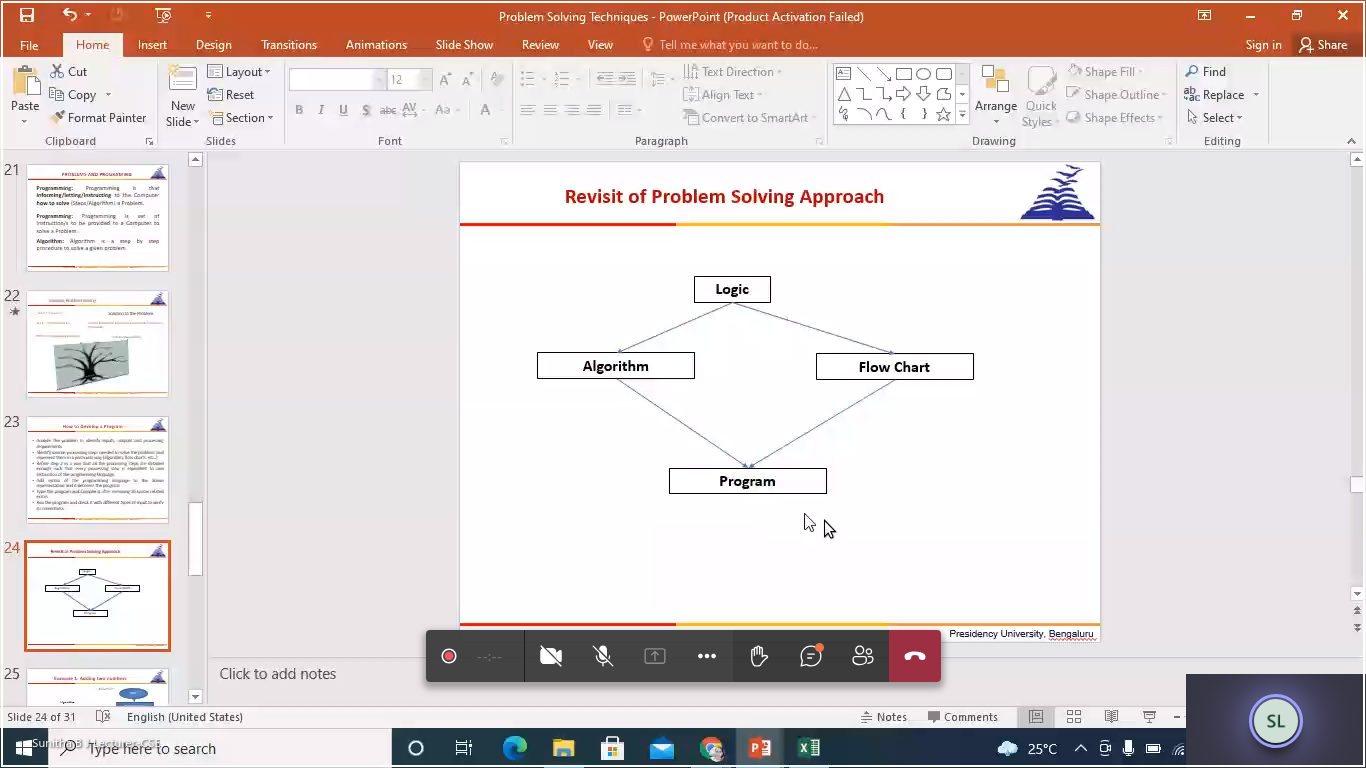 Problem Solving Techniques - PowerPoint (Product Activation Failed)
File Home Insert Design Transitions Animations Slide Show Review View Tell me what you want to do... Sign in Share
Paste
Cut
Copy
Format Painter
Clipboard
New Slide
Layout
Reset
Section
Slides
12
B I U S abc AV Aa A
Font
Text Direction
Align Text
Convert to SmartArt
Paragraph
Arrange
Quick Styles
Shape Fill
Shape Outline
Shape Effects
Drawing
Find
Replace
Select
Editing
21
PROBLEMS AND PROGRAMMING
Programming: Programming is that
informing/letting/Instructing to the Computer
how to solve (Steps/Algorithm) a Problem.
Programming: Programming is set of
instructions to be provided to a Computer to
solve a Problem.
Algorithm: Algorithm is a step by step
procedure to solve a given problem.
22
Solution to the Problem
23
How to Develop a Program
24
Revisit of Problem Solving Approach
25
Example 1: Adding two numbers
Revisit of Problem Solving Approach
Logic
Algorithm
Flow Chart
Program
Presidency University, Bengaluru
--:--
Click to add notes
SL
Slide 24 of 31 English (United States) Notes Comments
Sunitha B J Lecturer-CSE
Type here to search
25°C